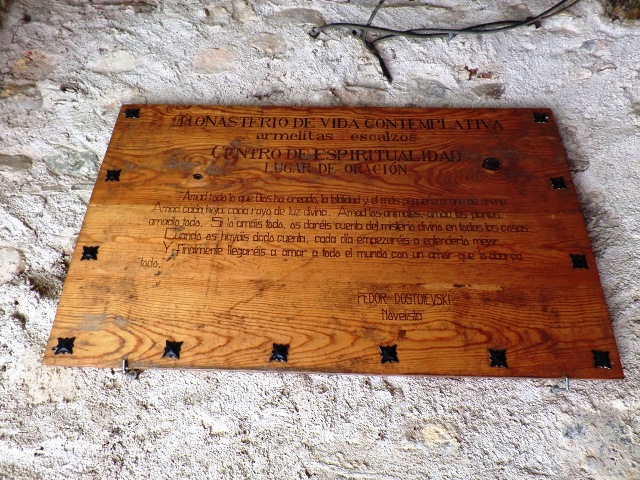 MONASTERIO DE VIDA CONTEMPLATIVA
armelitas escalzos
CENTRO DE ESPIRITUALIDAD
LUGAR DE ORACIÓN
Amad todo lo que Dios ha creado, la totalidad y el más pequeño grano de arena.
Amad cada hoja, cada rayo de luz divina. Amad los animales, amad las plantas,
amadlo todo. Si lo amáis todo, os daréis cuenta del misterio divino en todas las cosas.
Cuando os hayáis dado cuenta, cada día empezaréis a entenderlo mejor.
Y finalmente llegaréis a amar a todo el mundo con un amor que lo abarca
todo.
FEDOR DOSTOIEVSKI
Novelista